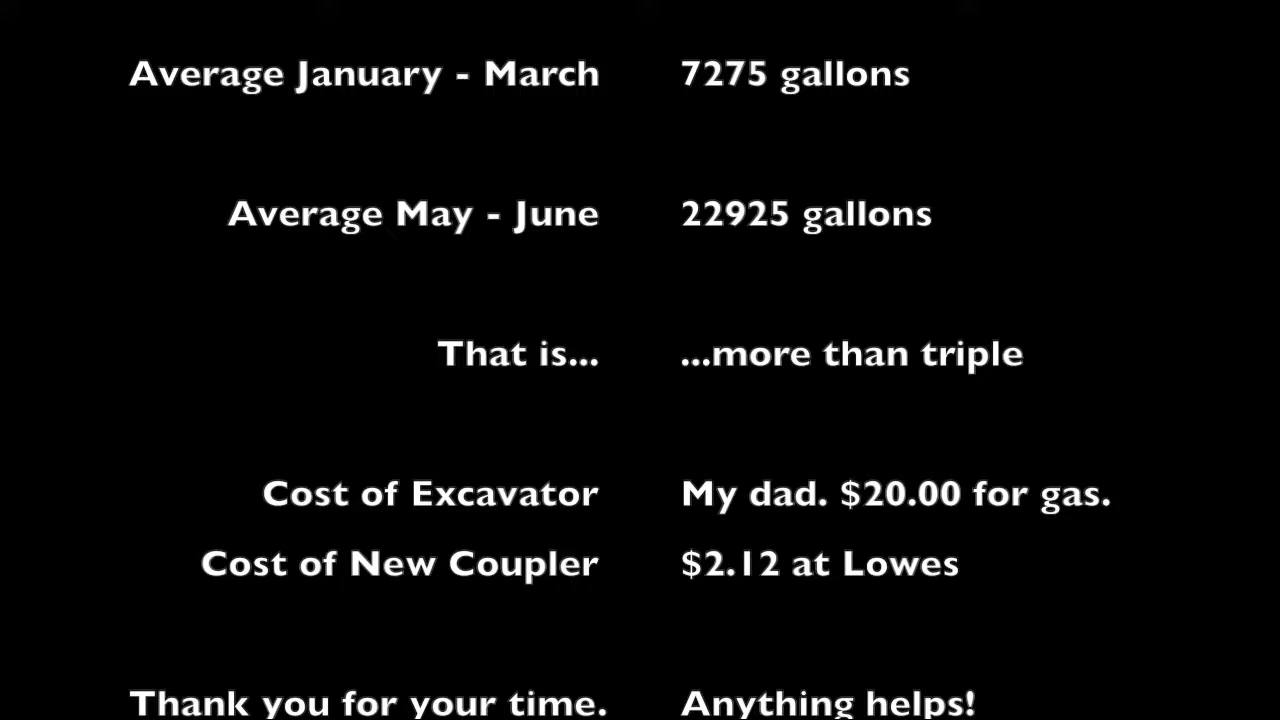 Average January - March 7275 gallons
Average May - June 22925 gallons
That is... ...more than triple
Cost of Excavator My dad. $20.00 for gas.
Cost of New Coupler $2.12 at Lowes
Thank you for your time. Anything helps!